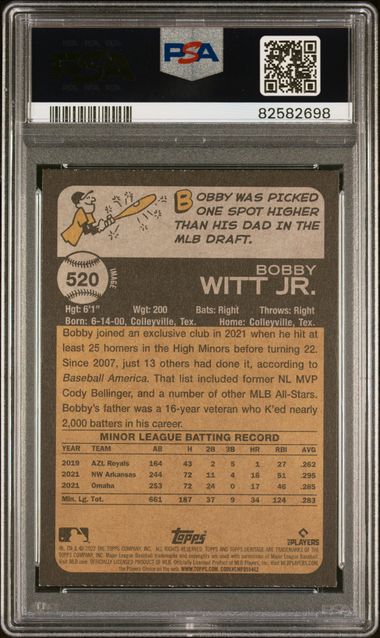 PSA
82582698
BOBBY WAS PICKED
ONE SPOT HIGHER
THAN HIS DAD IN THE
MLB DRAFT.
520
IMAGE
BOBBY
WITT JR.
Hgt: 6'1" Wgt: 200 Bats: Right Throws: Right
Born: 6-14-00, Colleyville, Tex. Home: Colleyville, Tex.
Bobby joined an exclusive club in 2021 when he hit at
least 25 homers in the High Minors before turning 22.
Since 2007, just 13 others had done it, according to
Baseball America. That list included former NL MVP
Cody Bellinger, and a number of other MLB All-Stars.
Bobby's father was a 16-year veteran who K'ed nearly
2,000 batters in his career.
MINOR LEAGUE BATTING RECORD
YEAR TEAM AB H 2B 3B HR RBI AVG
2019 AZL Royals 164 43 2 5 1 27 .262
2021 NW Arkansas 244 72 11 4 16 51 .295
2021 Omaha 253 72 24 0 17 46 .285
Min. Lg. Tot. 661 187 37 9 34 124 .283
Topps
PLAYERS